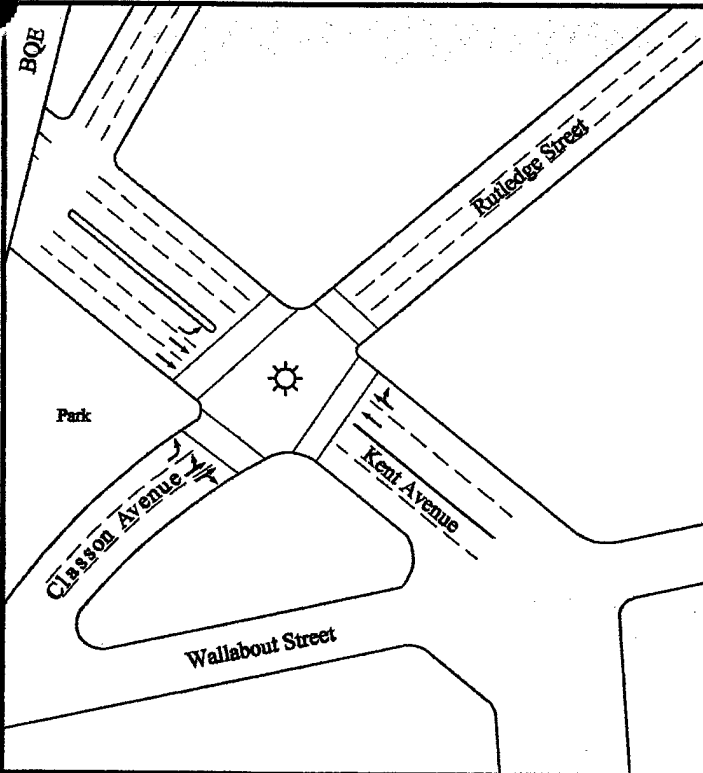 BQE
Rutledge Street
Park
Kent Avenue
Classon Avenue
Wallabout Street